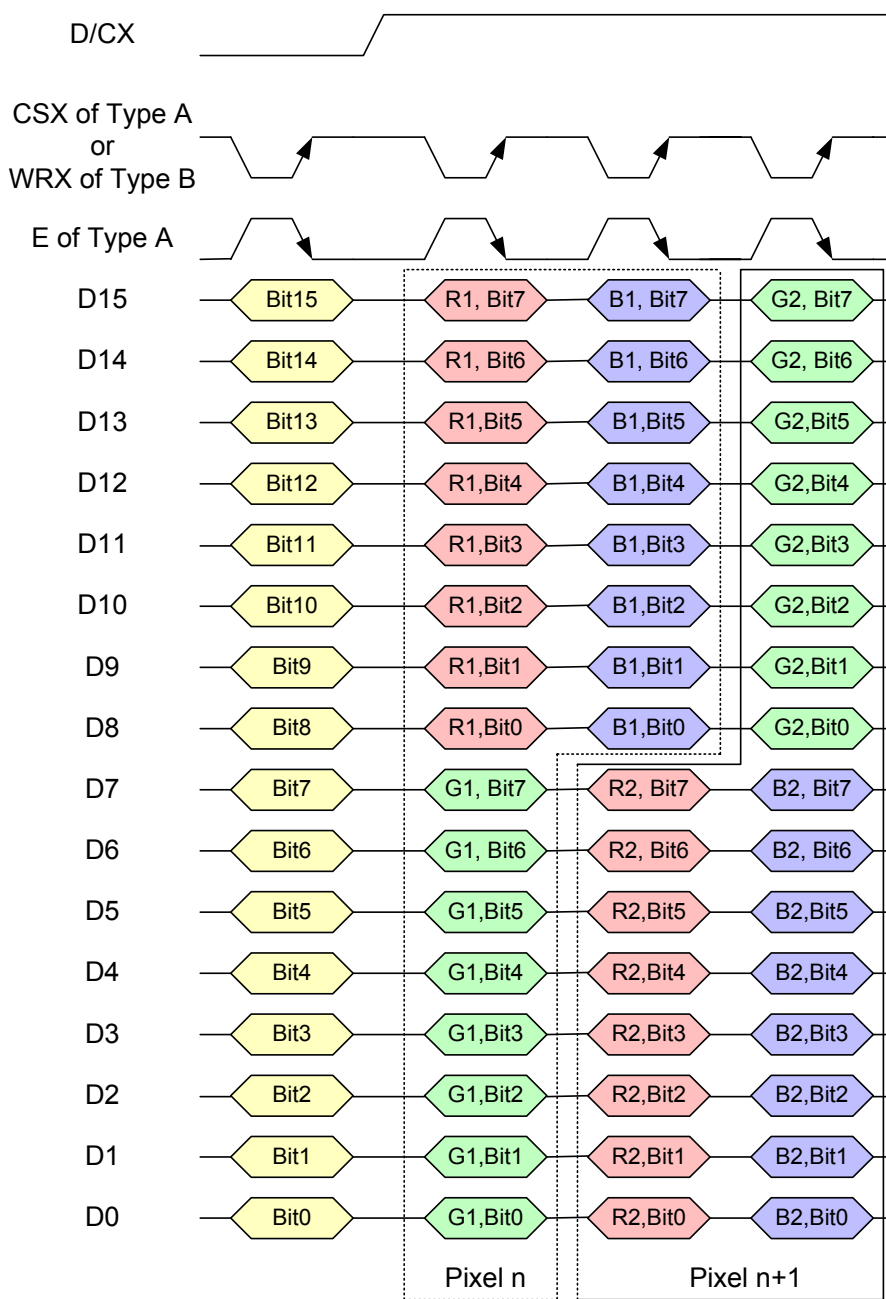 D/CX
CSX of Type A
or
WRX of Type B
E of Type A
D15 Bit15 R1, Bit7 B1, Bit7 G2, Bit7
D14 Bit14 R1, Bit6 B1, Bit6 G2, Bit6
D13 Bit13 R1,Bit5 B1,Bit5 G2,Bit5
D12 Bit12 R1,Bit4 B1,Bit4 G2,Bit4
D11 Bit11 R1,Bit3 B1,Bit3 G2,Bit3
D10 Bit10 R1,Bit2 B1,Bit2 G2,Bit2
D9 Bit9 R1,Bit1 B1,Bit1 G2,Bit1
D8 Bit8 R1,Bit0 B1,Bit0 G2,Bit0
D7 Bit7 G1, Bit7 R2, Bit7 B2, Bit7
D6 Bit6 G1, Bit6 R2, Bit6 B2, Bit6
D5 Bit5 G1,Bit5 R2,Bit5 B2,Bit5
D4 Bit4 G1,Bit4 R2,Bit4 B2,Bit4
D3 Bit3 G1,Bit3 R2,Bit3 B2,Bit3
D2 Bit2 G1,Bit2 R2,Bit2 B2,Bit2
D1 Bit1 G1,Bit1 R2,Bit1 B2,Bit1
D0 Bit0 G1,Bit0 R2,Bit0 B2,Bit0
Pixel n Pixel n+1